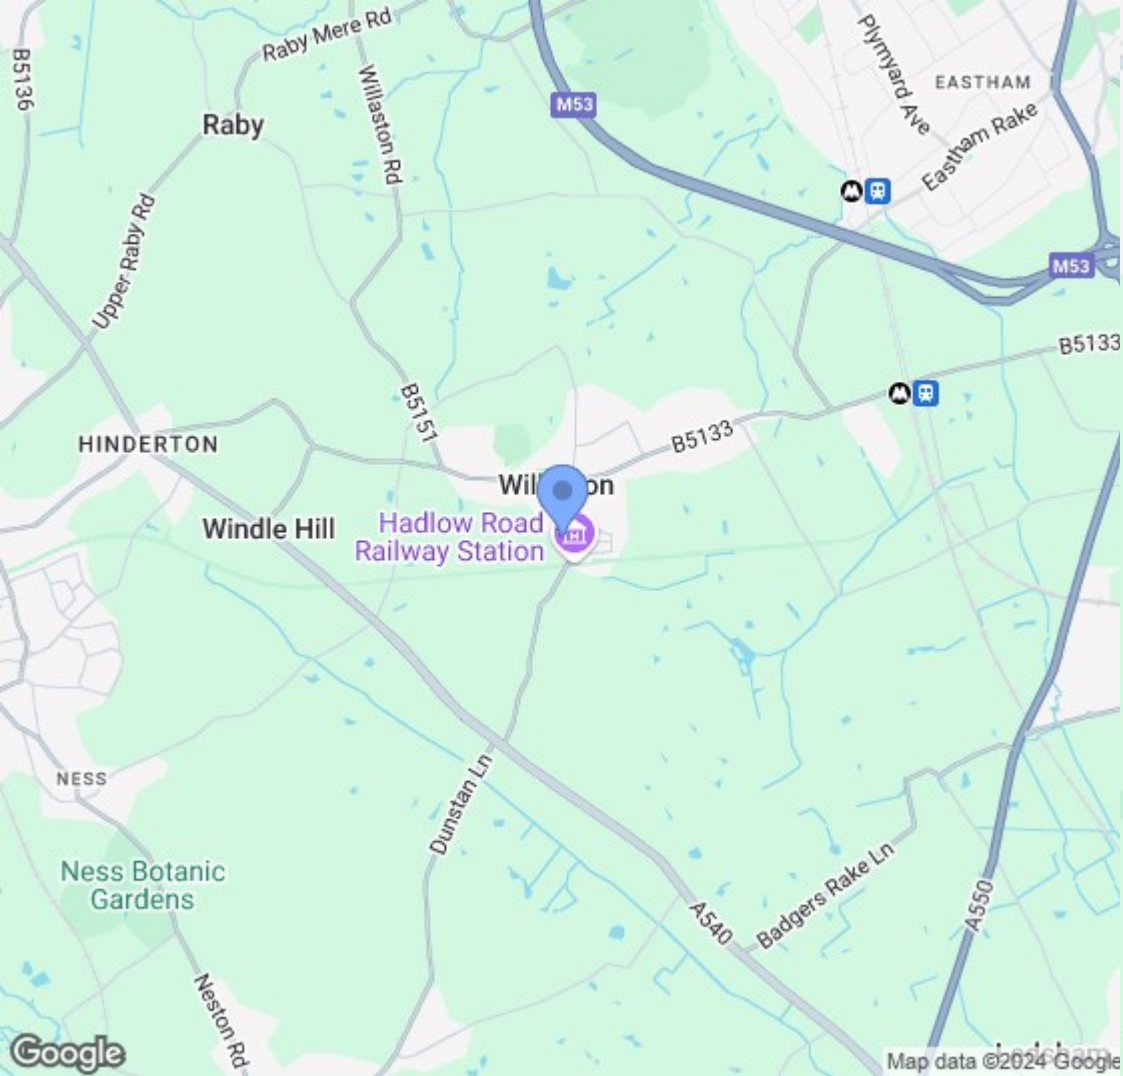 B5136
Raby Mere Rd
Willaston Rd
Plymyard Ave
EASTHAM
M53
Raby
Eastham Rake
Upper Raby Rd
M53
B5133
B5151
HINDERTON
B5133
Windle Hill
Hadlow Road
Railway Station
NESS
Dunstan Ln
Ness Botanic
Gardens
A540
Badgers Rake Ln
A550
Neston Rd
Google
Map data ©2024 Google